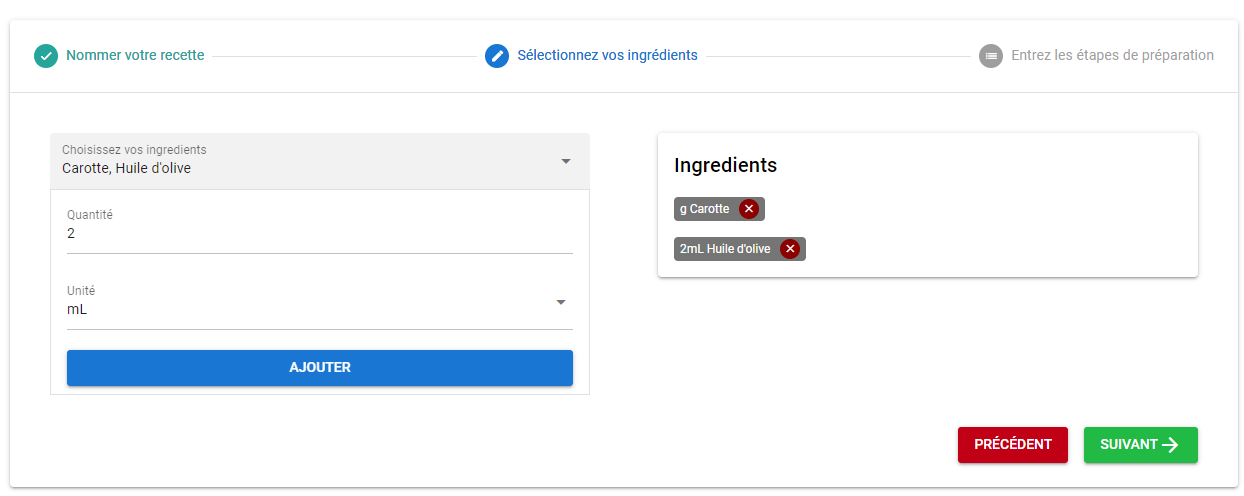 Nommer votre recette
Sélectionnez vos ingrédients
Entrez les étapes de préparation
Choisissez vos ingredients
Carotte, Huile d'olive
Quantité
2
Unité
mL
AJOUTER
Ingredients
g Carotte
2mL Huile d'olive
PRÉCÉDENT
SUIVANT